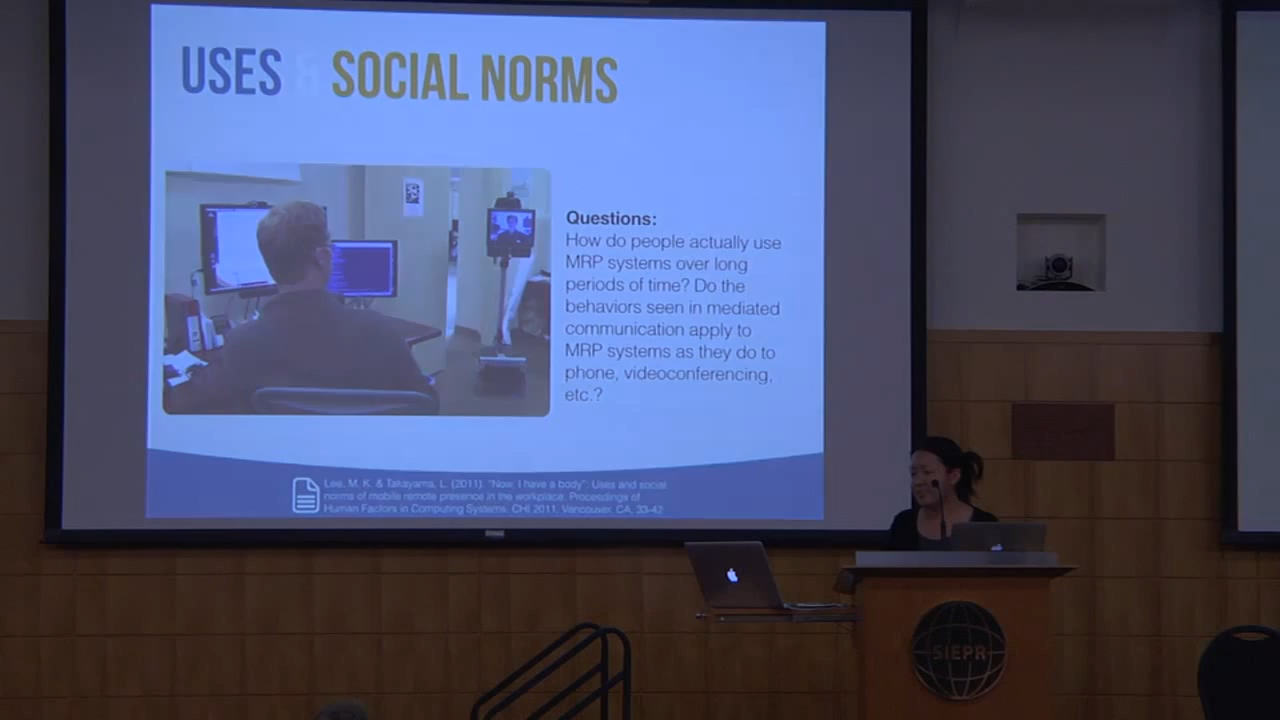 USES & SOCIAL NORMS
Questions:
How do people actually use
MRP systems over long
periods of time? Do the
behaviors seen in mediated
communication apply to
MRP systems as they do to
phone, videoconferencing,
etc.?
Lee, M. K. & Takayama, L. (2011). "Now, I have a body": Uses and social
norms of mobile remote presence in the workplace. Proceedings of
Human Factors in Computing Systems: CHI 2011, Vancouver, CA, 33-42
SIEPR